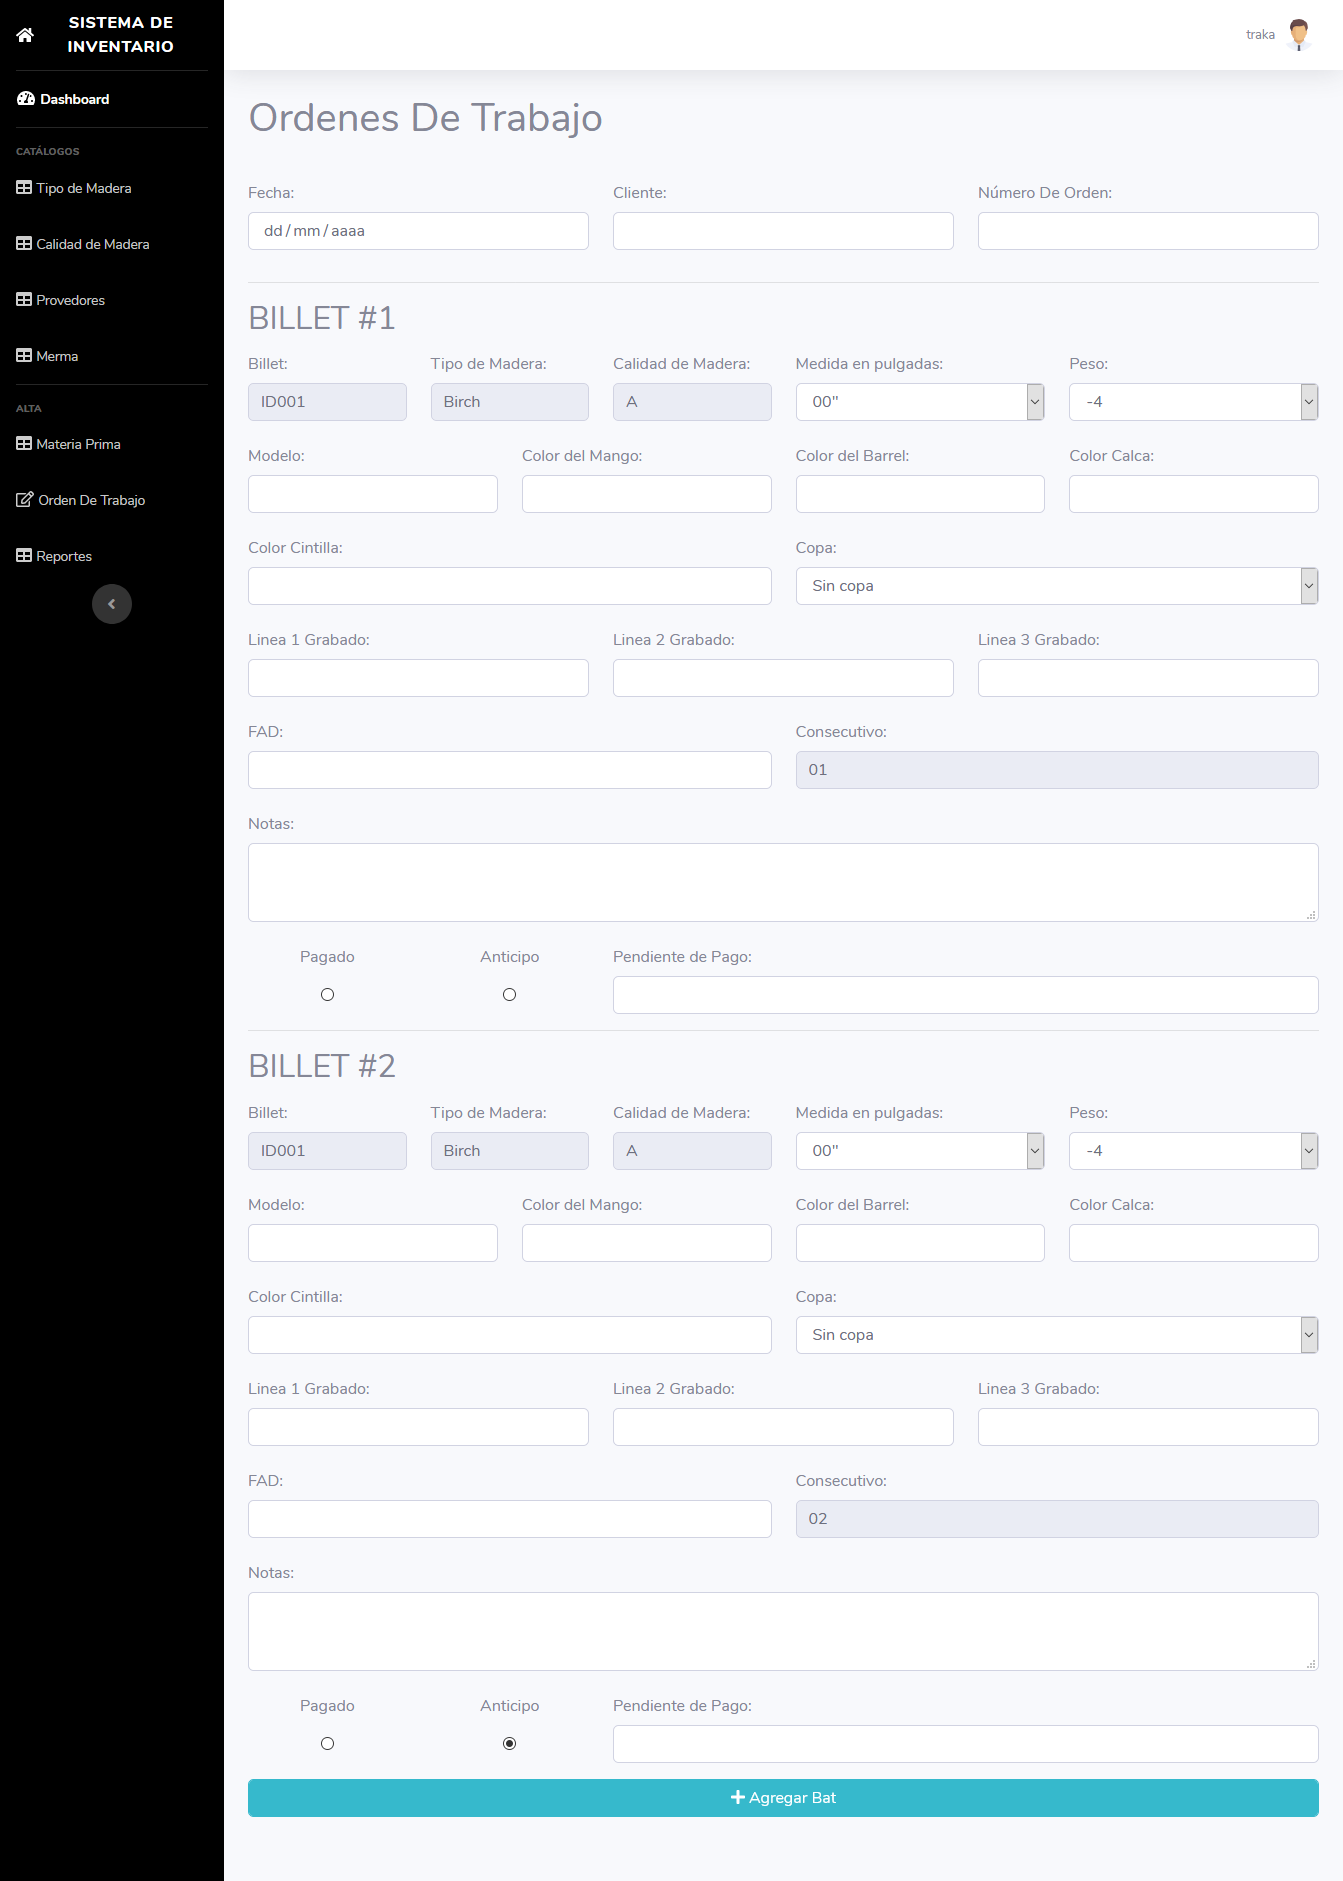 SISTEMA DE
INVENTARIO
Dashboard
CATÁLOGOS
Tipo de Madera
Calidad de Madera
Provedores
Merma
ALTA
Materia Prima
Orden De Trabajo
Reportes
traka
Ordenes De Trabajo
Fecha: Cliente: Número De Orden:
dd / mm / aaaa
BILLET #1
Billet: Tipo de Madera: Calidad de Madera: Medida en pulgadas: Peso:
ID001 Birch A 00" -4
Modelo: Color del Mango: Color del Barrel: Color Calca:
Color Cintilla: Copa:
Sin copa
Linea 1 Grabado: Linea 2 Grabado: Linea 3 Grabado:
FAD: Consecutivo:
01
Notas:
Pagado Anticipo Pendiente de Pago:
BILLET #2
Billet: Tipo de Madera: Calidad de Madera: Medida en pulgadas: Peso:
ID001 Birch A 00" -4
Modelo: Color del Mango: Color del Barrel: Color Calca:
Color Cintilla: Copa:
Sin copa
Linea 1 Grabado: Linea 2 Grabado: Linea 3 Grabado:
FAD: Consecutivo:
02
Notas:
Pagado Anticipo Pendiente de Pago:
Agregar Bat